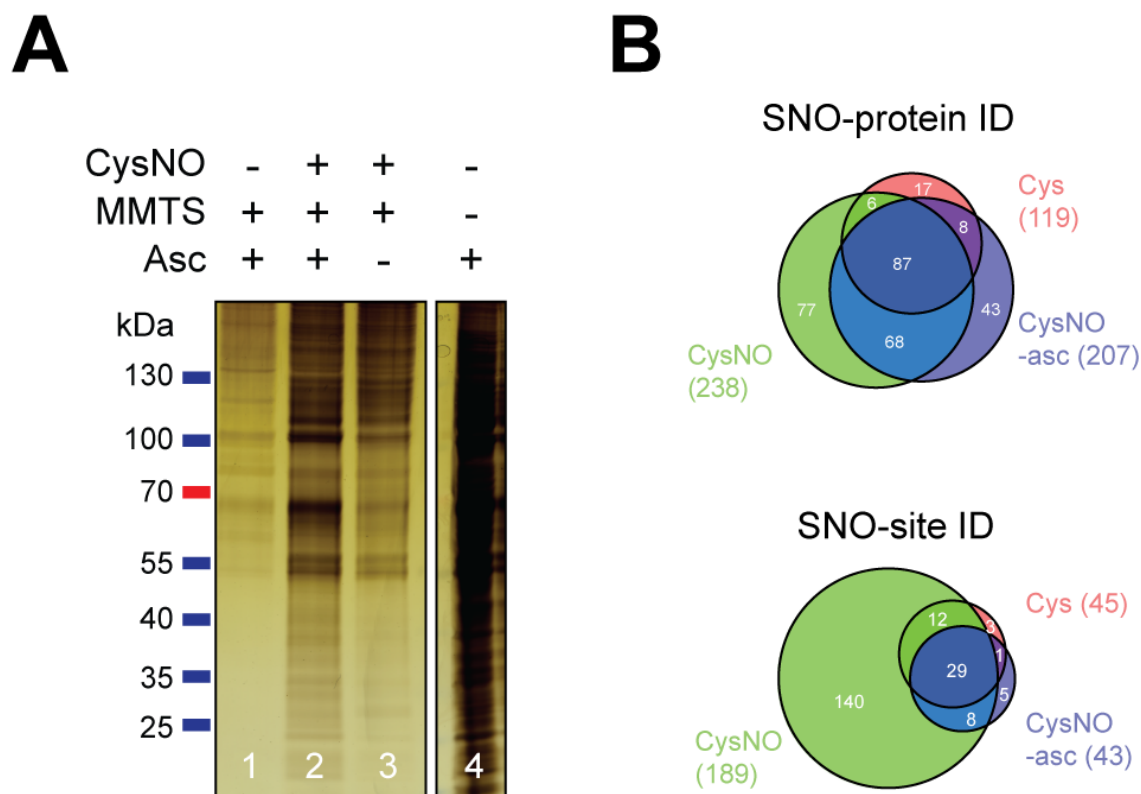 A
CysNO - + + -
MMTS + + + -
Asc + + - +
kDa
130
100
70
55
40
35
25
1 2 3 4
B
SNO-protein ID
Cys
(119)
17
6
8
87
77
43
68
CysNO
(238)
CysNO
-asc (207)
SNO-site ID
Cys (45)
12
3
1
29
5
140
8
CysNO
(189)
CysNO
-asc (43)